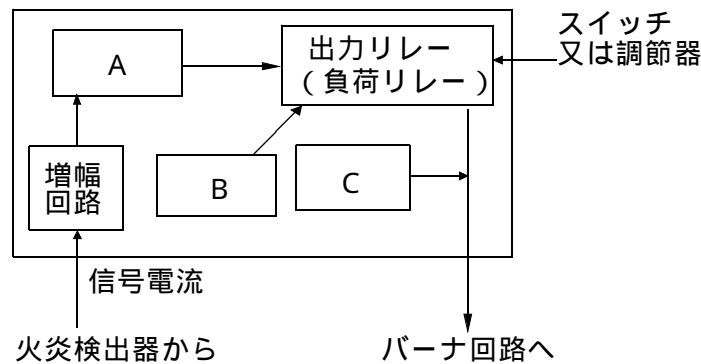 スイッチ
又は調節器
A
出力リレー
(負荷リレー)
増幅
回路
B
C
信号電流
火炎検出器から
バーナ回路へ